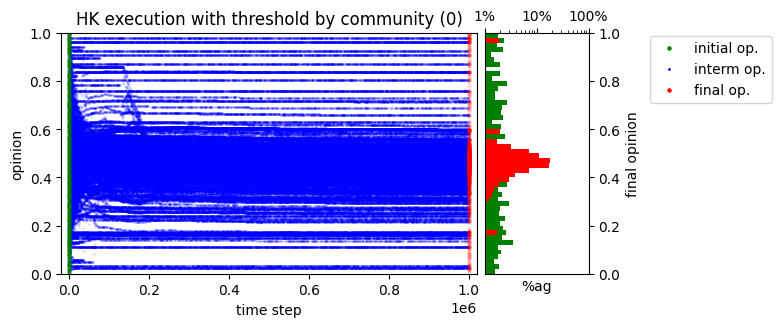 HK execution with threshold by community (0)
1% 10% 100%
1.0 0.8 0.6 0.4 0.2 0.0
opinion
0.0 0.2 0.4 0.6 0.8 1.0
1e6
time step
%ag
1.0 0.8 0.6 0.4 0.2 0.0
final opinion
initial op.
interm op.
final op.